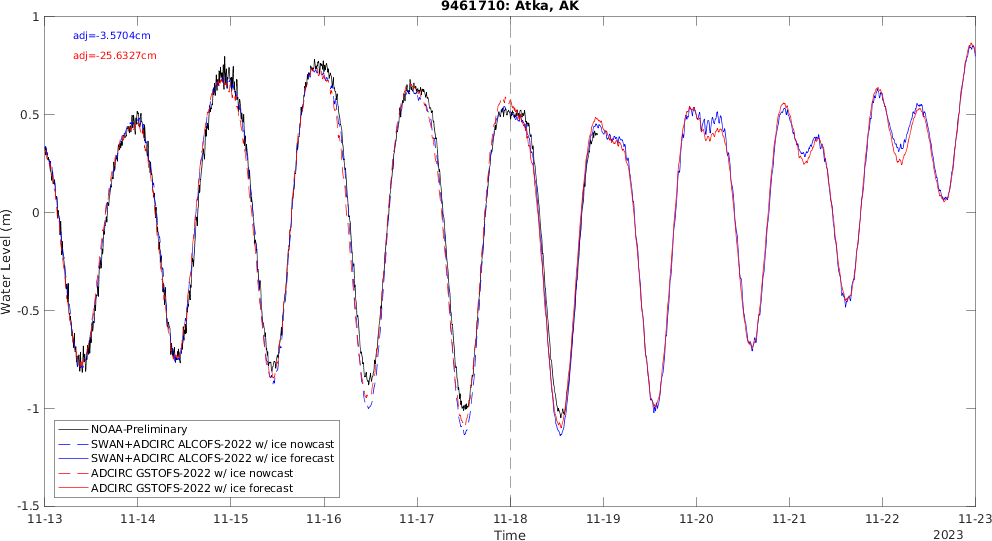 9461710: Atka, AK
adj=-3.5704cm
adj=-25.6327cm
Water Level (m)
1
0.5
0
-0.5
-1
-1.5
NOAA-Preliminary
SWAN+ADCIRC ALCOFS-2022 w/ ice nowcast
SWAN+ADCIRC ALCOFS-2022 w/ ice forecast
ADCIRC GSTOFS-2022 w/ ice nowcast
ADCIRC GSTOFS-2022 w/ ice forecast
11-13 11-14 11-15 11-16 11-17 11-18 11-19 11-20 11-21 11-22 11-23
Time
2023